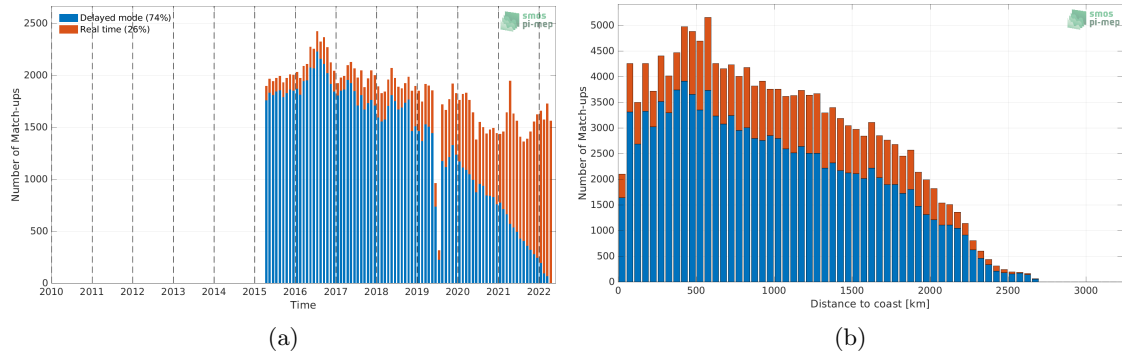 Delayed mode (74%)
Real time (26%)
smos
pi-mep
Number of Match-ups
2500
2000
1500
1000
500
0
2010 2011 2012 2013 2014 2015 2016 2017 2018 2019 2020 2021 2022
Time
(a)
smos
pi-mep
Number of Match-ups
5000
4500
4000
3500
3000
2500
2000
1500
1000
500
0
0 500 1000 1500 2000 2500 3000
Distance to coast [km]
(b)